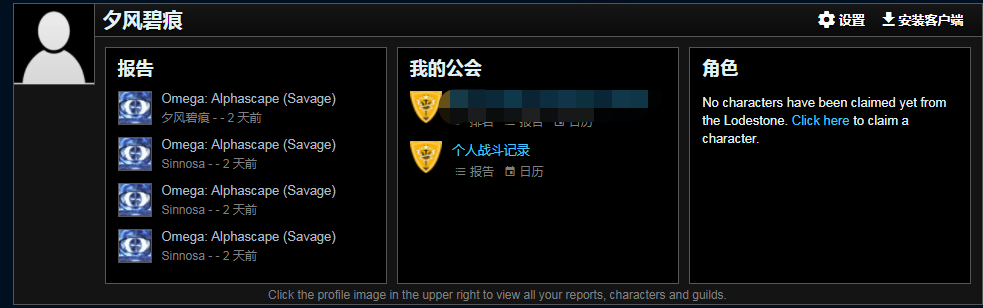 夕风碧痕
设置 安装客户端
报告
Omega: Alphascape (Savage)
夕风碧痕 - - 2 天前
Omega: Alphascape (Savage)
Sinnosa - - 2 天前
Omega: Alphascape (Savage)
Sinnosa - - 2 天前
Omega: Alphascape (Savage)
Sinnosa - - 2 天前
我的公会
排名 报告 日历
个人战斗记录
报告 日历
角色
No characters have been claimed yet from
the Lodestone. Click here to claim a
character.
Click the profile image in the upper right to view all your reports, characters and guilds.